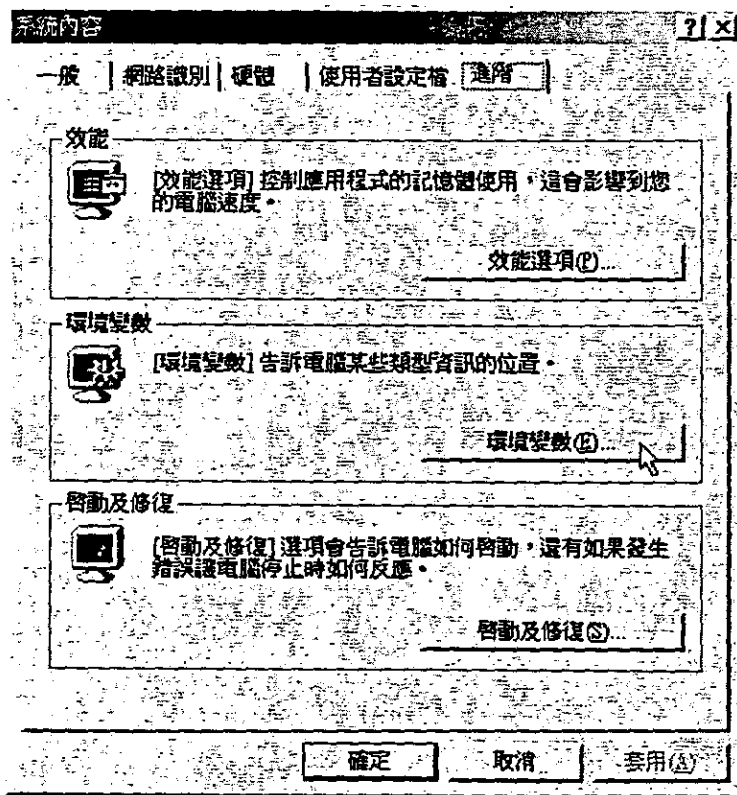 系統內容
一般 網路識別 硬體 使用者設定檔 進階
效能
[效能選項] 控制應用程式的記憶體使用，這會影響到您
的電腦速度。
效能選項(P)...
環境變數
[環境變數] 告訴電腦某些類型資訊的位置。
環境變數(E)...
啓動及修復
[啓動及修復] 選項會告訴電腦如何啓動，還有如果發生
錯誤讓電腦停止時如何反應。
啓動及修復(S)...
確定 取消 套用(A)